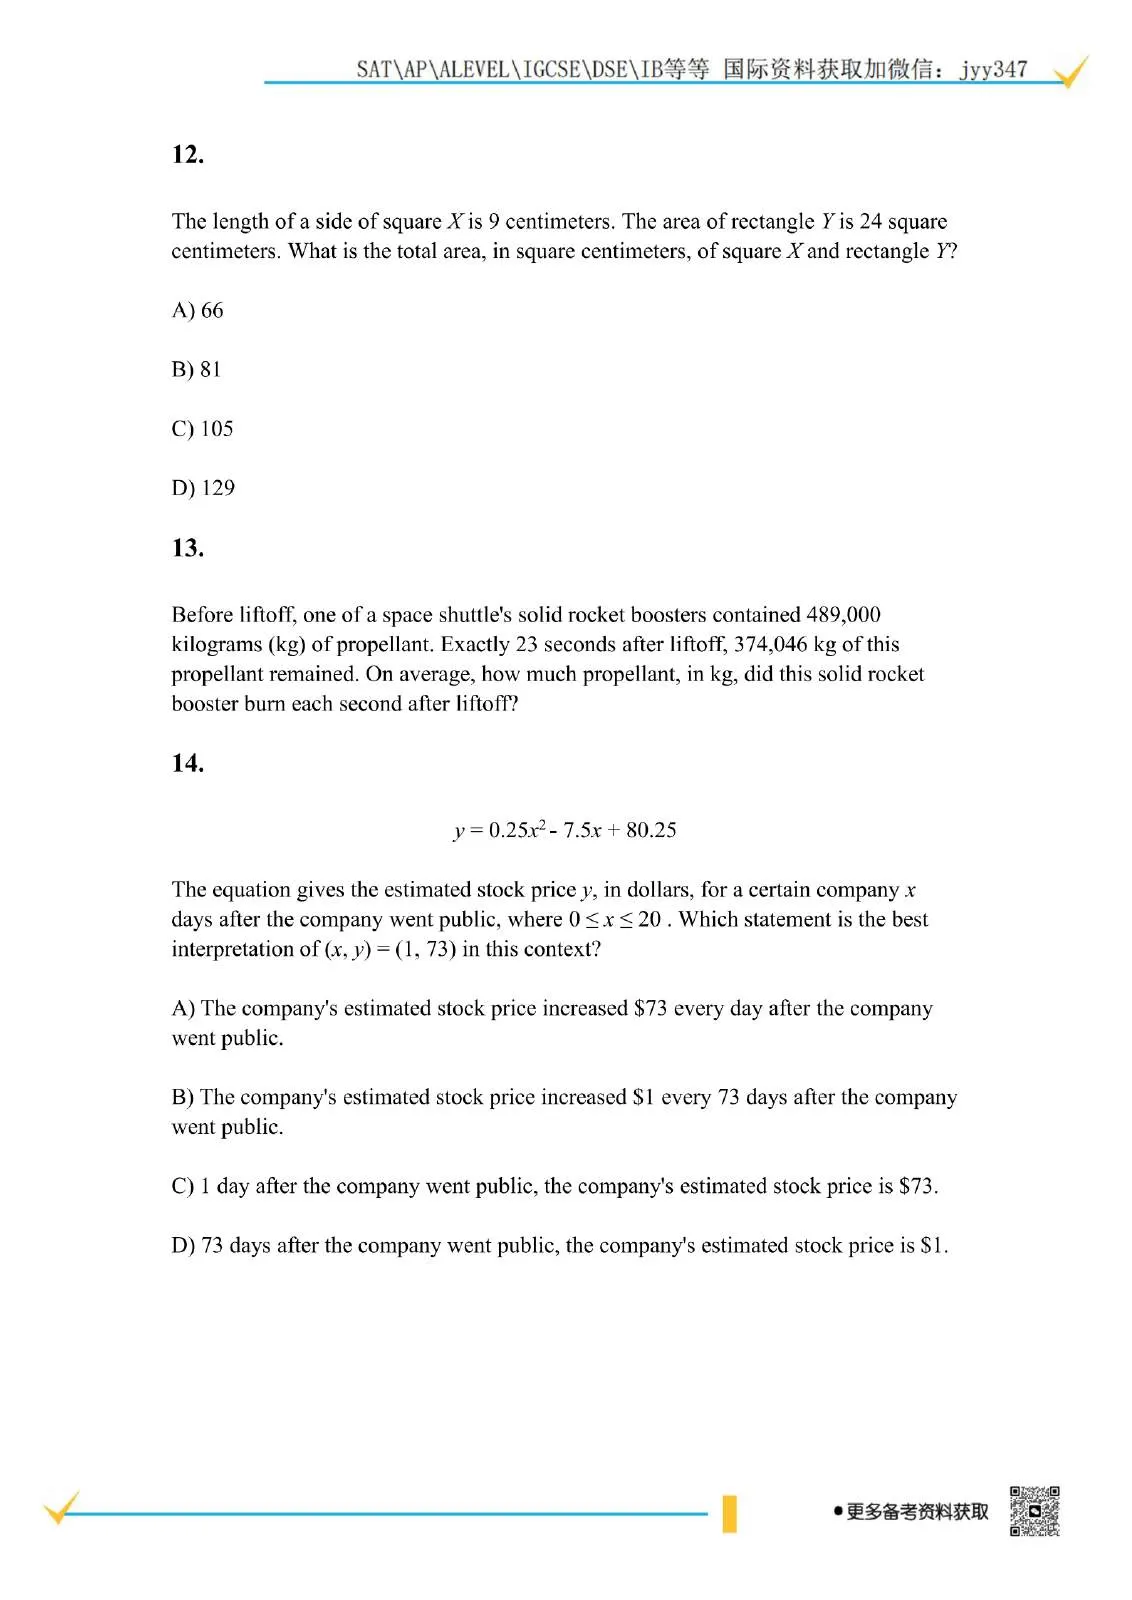 SAT\AP\ALEVEL\IGCSE\DSE\IB等等 国际资料获取加微信：jyy347
12.
The length of a side of square X is 9 centimeters. The area of rectangle Y is 24 square
centimeters. What is the total area, in square centimeters, of square X and rectangle Y?
A) 66
B) 81
C) 105
D) 129
13.
Before liftoff, one of a space shuttle's solid rocket boosters contained 489,000
kilograms (kg) of propellant. Exactly 23 seconds after liftoff, 374,046 kg of this
propellant remained. On average, how much propellant, in kg, did this solid rocket
booster burn each second after liftoff?
14.
y = 0.25x² - 7.5x + 80.25
The equation gives the estimated stock price y, in dollars, for a certain company x
days after the company went public, where 0 ≤ x ≤ 20 . Which statement is the best
interpretation of (x, y) = (1, 73) in this context?
A) The company's estimated stock price increased $73 every day after the company
went public.
B) The company's estimated stock price increased $1 every 73 days after the company
went public.
C) 1 day after the company went public, the company's estimated stock price is $73.
D) 73 days after the company went public, the company's estimated stock price is $1.
●更多备考资料获取